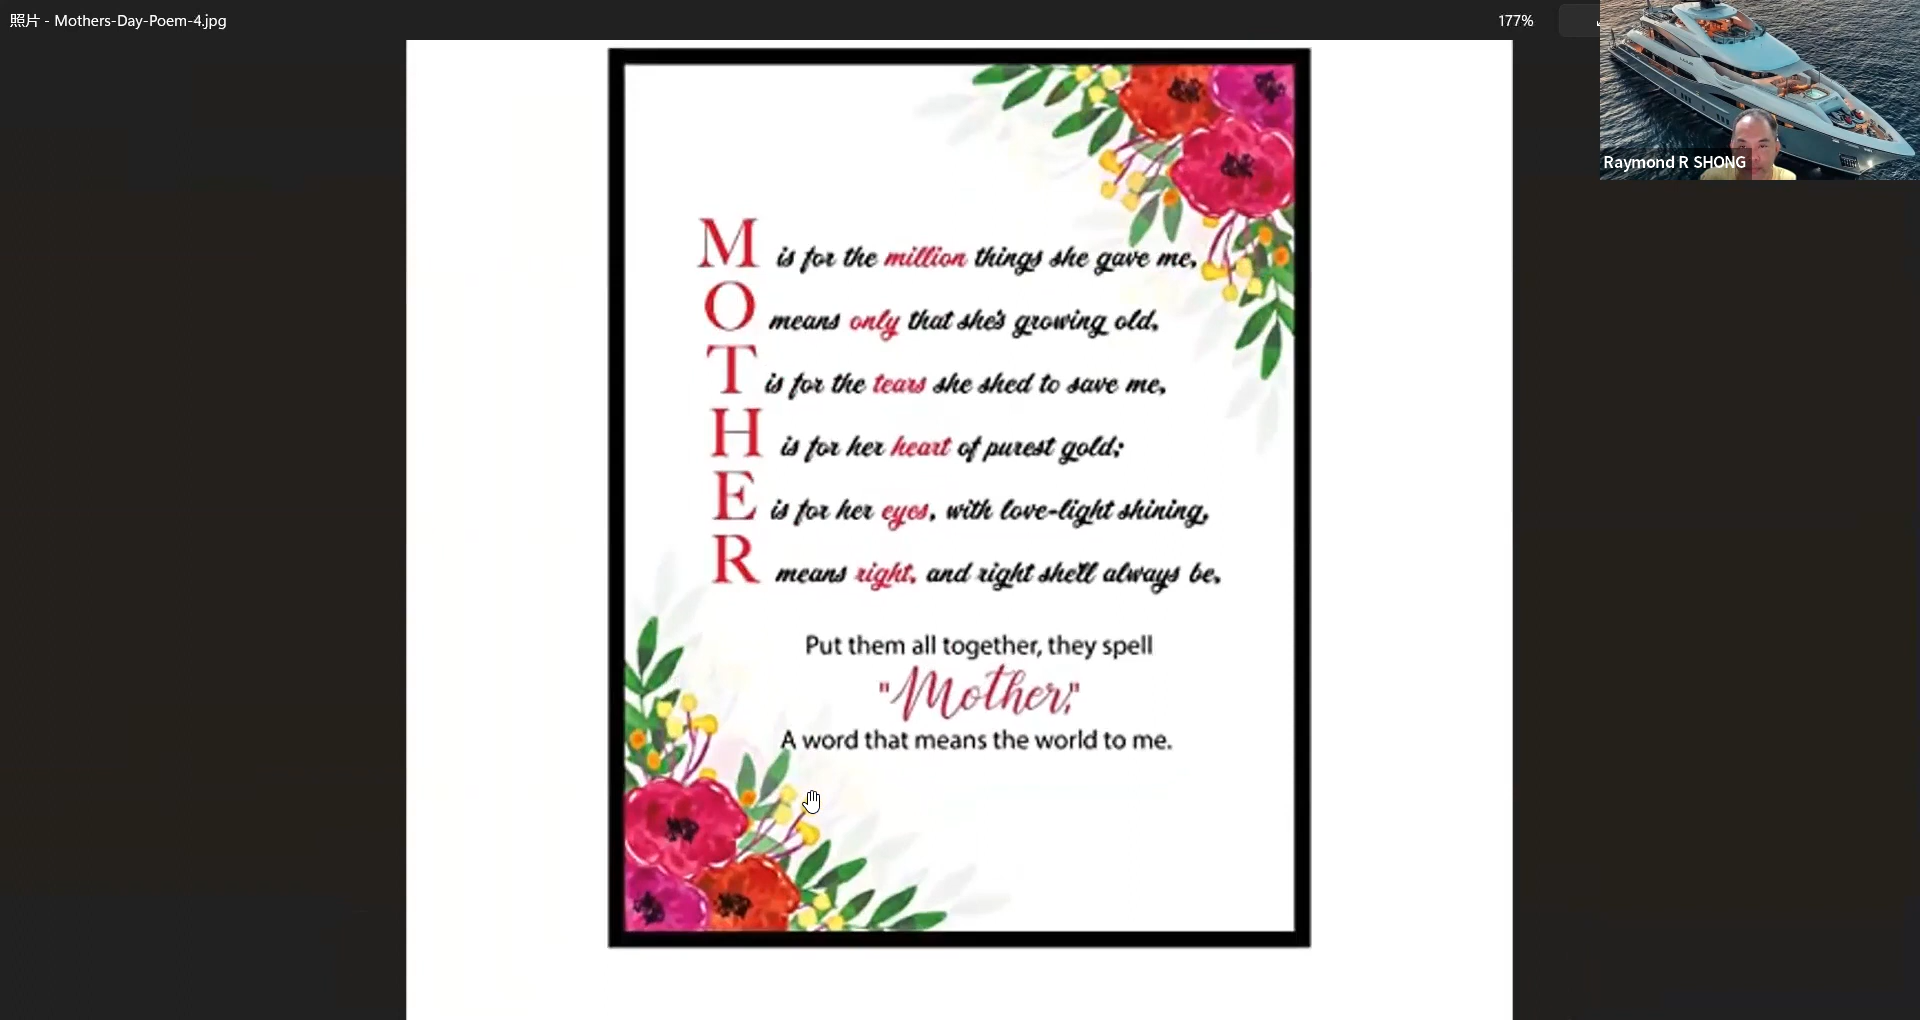 照片 - Mothers-Day-Poem-4.jpg
177%
Raymond R SHONG
M is for the million things she gave me,
O means only that she's growing old,
T is for the tears she shed to save me,
H is for her heart of purest gold;
E is for her eyes, with love-light shining,
R means right, and right she'll always be,
Put them all together, they spell
"Mother,"
A word that means the world to me.